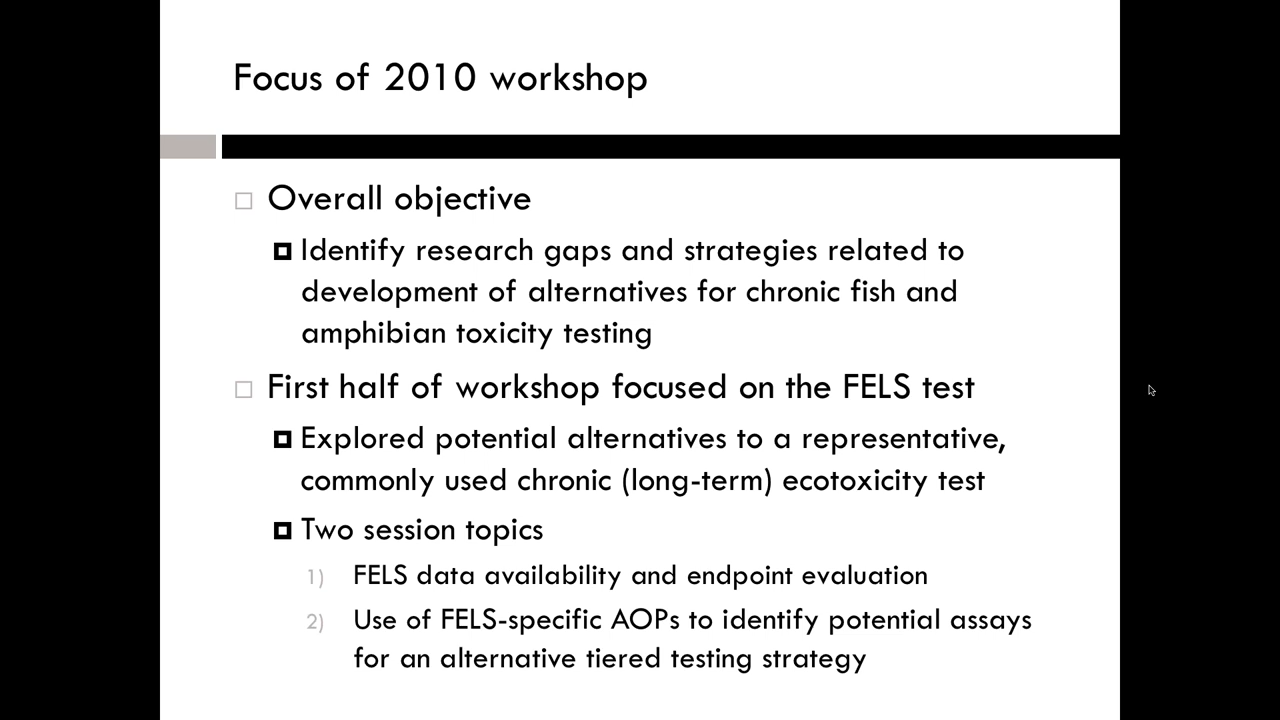 Focus of 2010 workshop
Overall objective
Identify research gaps and strategies related to
development of alternatives for chronic fish and
amphibian toxicity testing
First half of workshop focused on the FELS test
Explored potential alternatives to a representative,
commonly used chronic (long-term) ecotoxicity test
Two session topics
1) FELS data availability and endpoint evaluation
2) Use of FELS-specific AOPs to identify potential assays
for an alternative tiered testing strategy